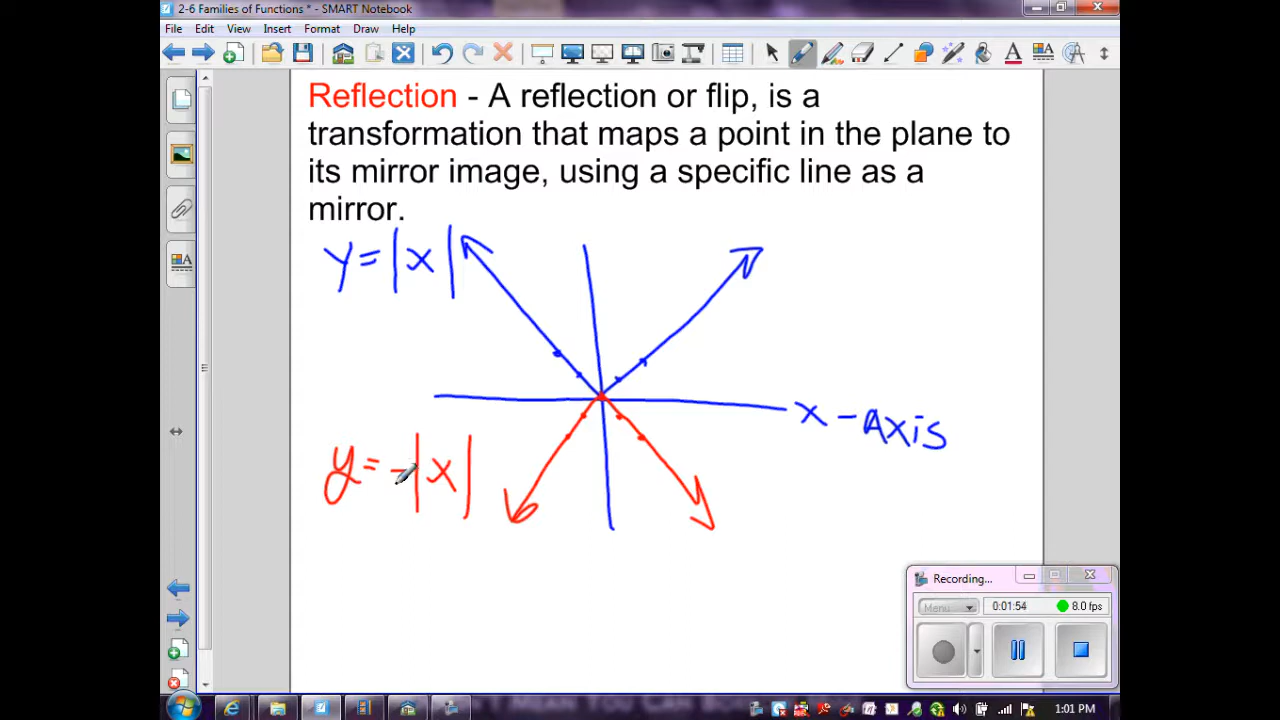 2-6 Families of Functions * - SMART Notebook
File Edit View Insert Format Draw Help
Reflection - A reflection or flip, is a
transformation that maps a point in the plane to
its mirror image, using a specific line as a
mirror.
y=|x|
x-axis
y=-|x|
Recording...
Menu
0:01:54
8.0 fps
1:01 PM